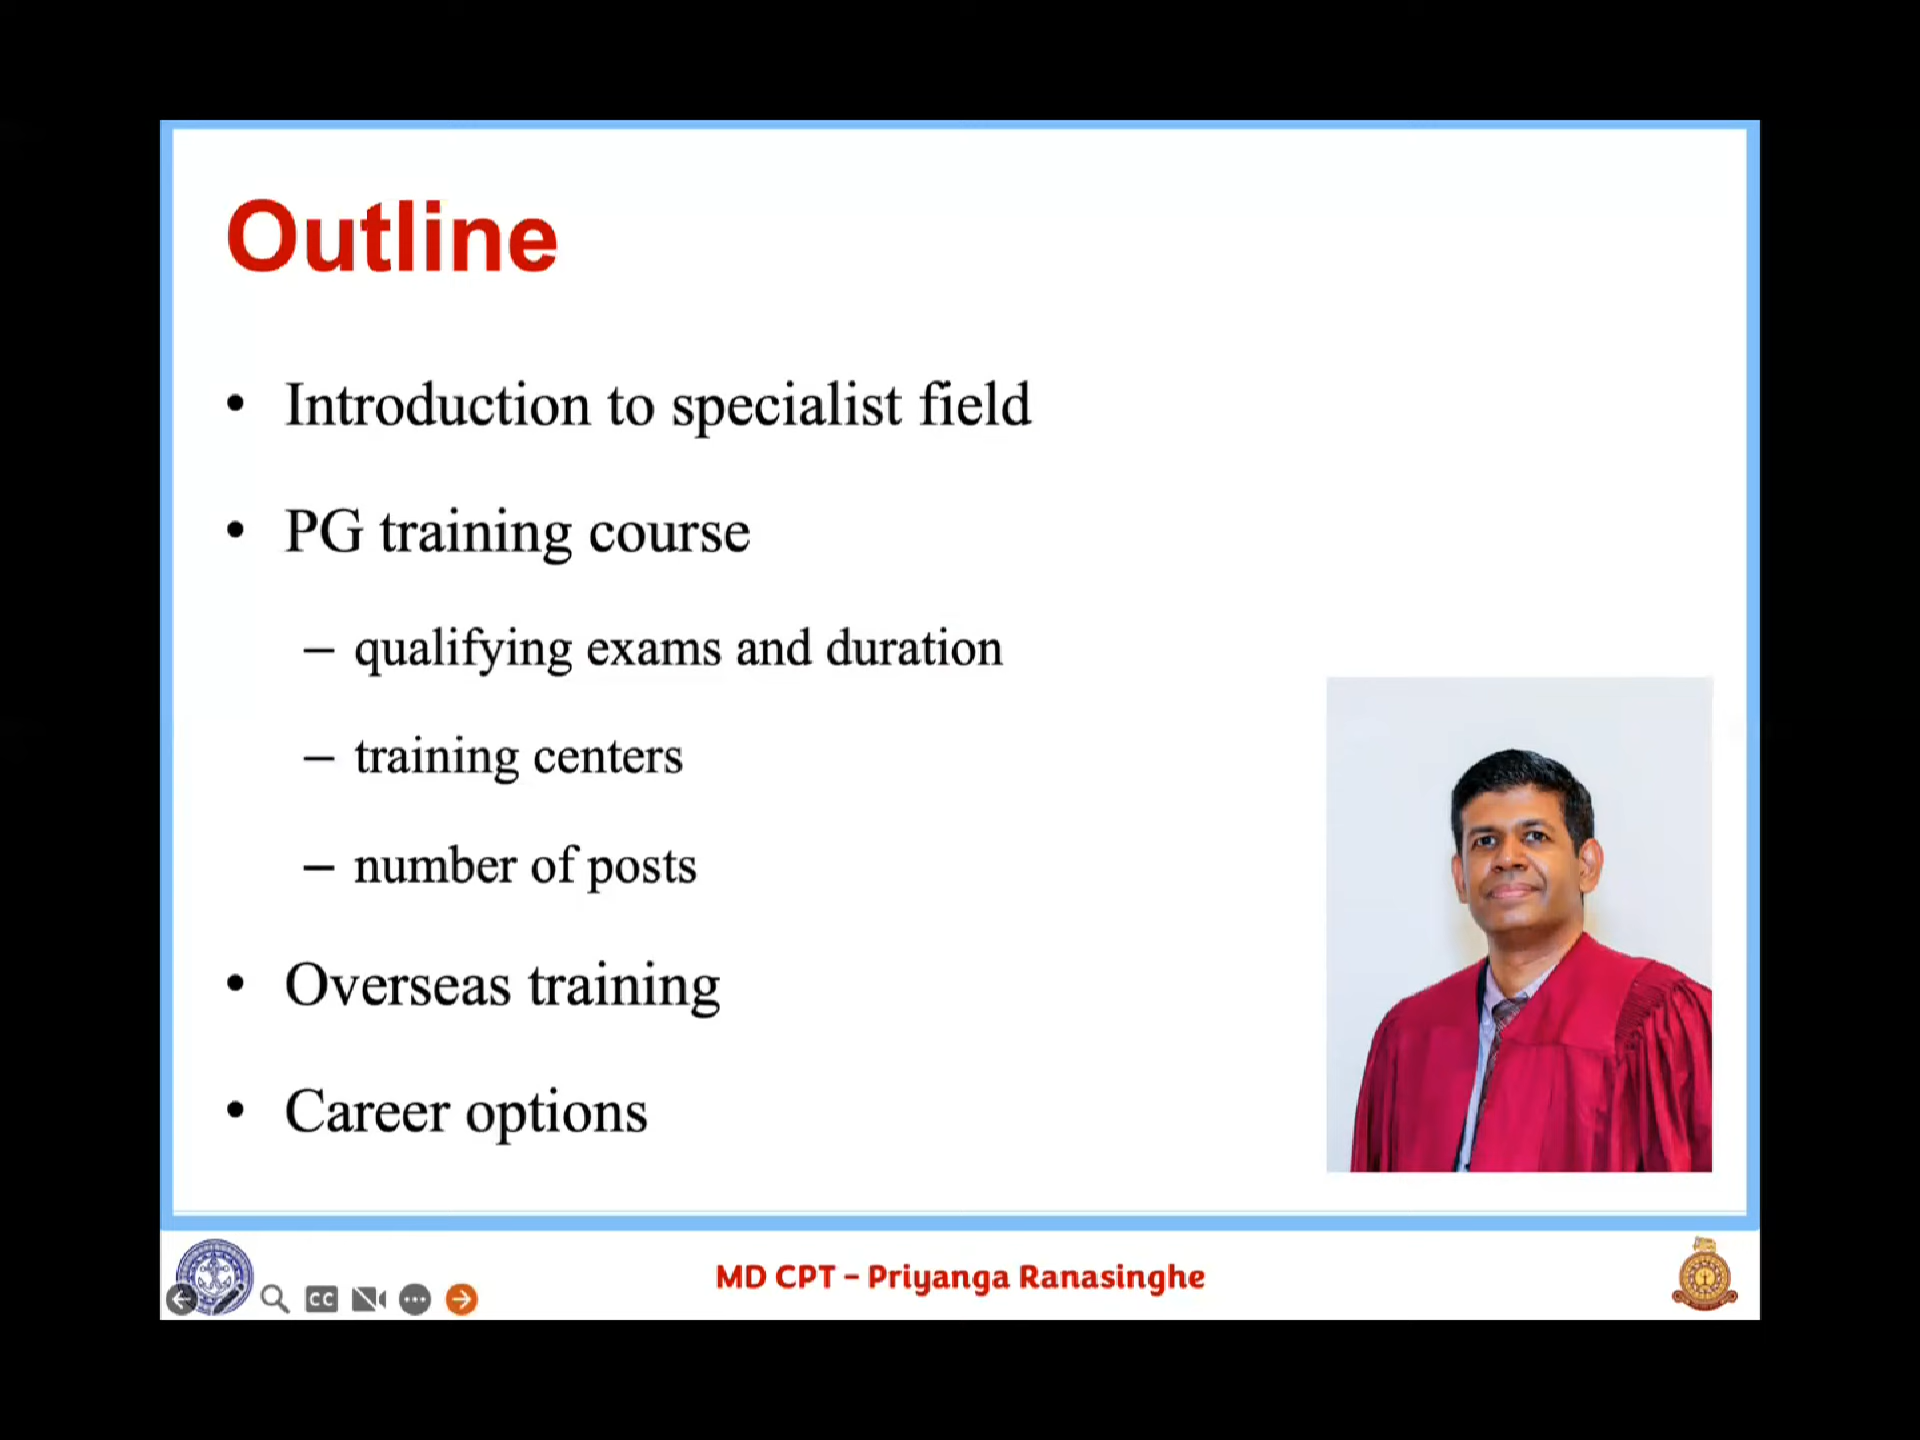 Outline
• Introduction to specialist field
• PG training course
– qualifying exams and duration
– training centers
– number of posts
• Overseas training
• Career options
MD CPT – Priyanga Ranasinghe
CC